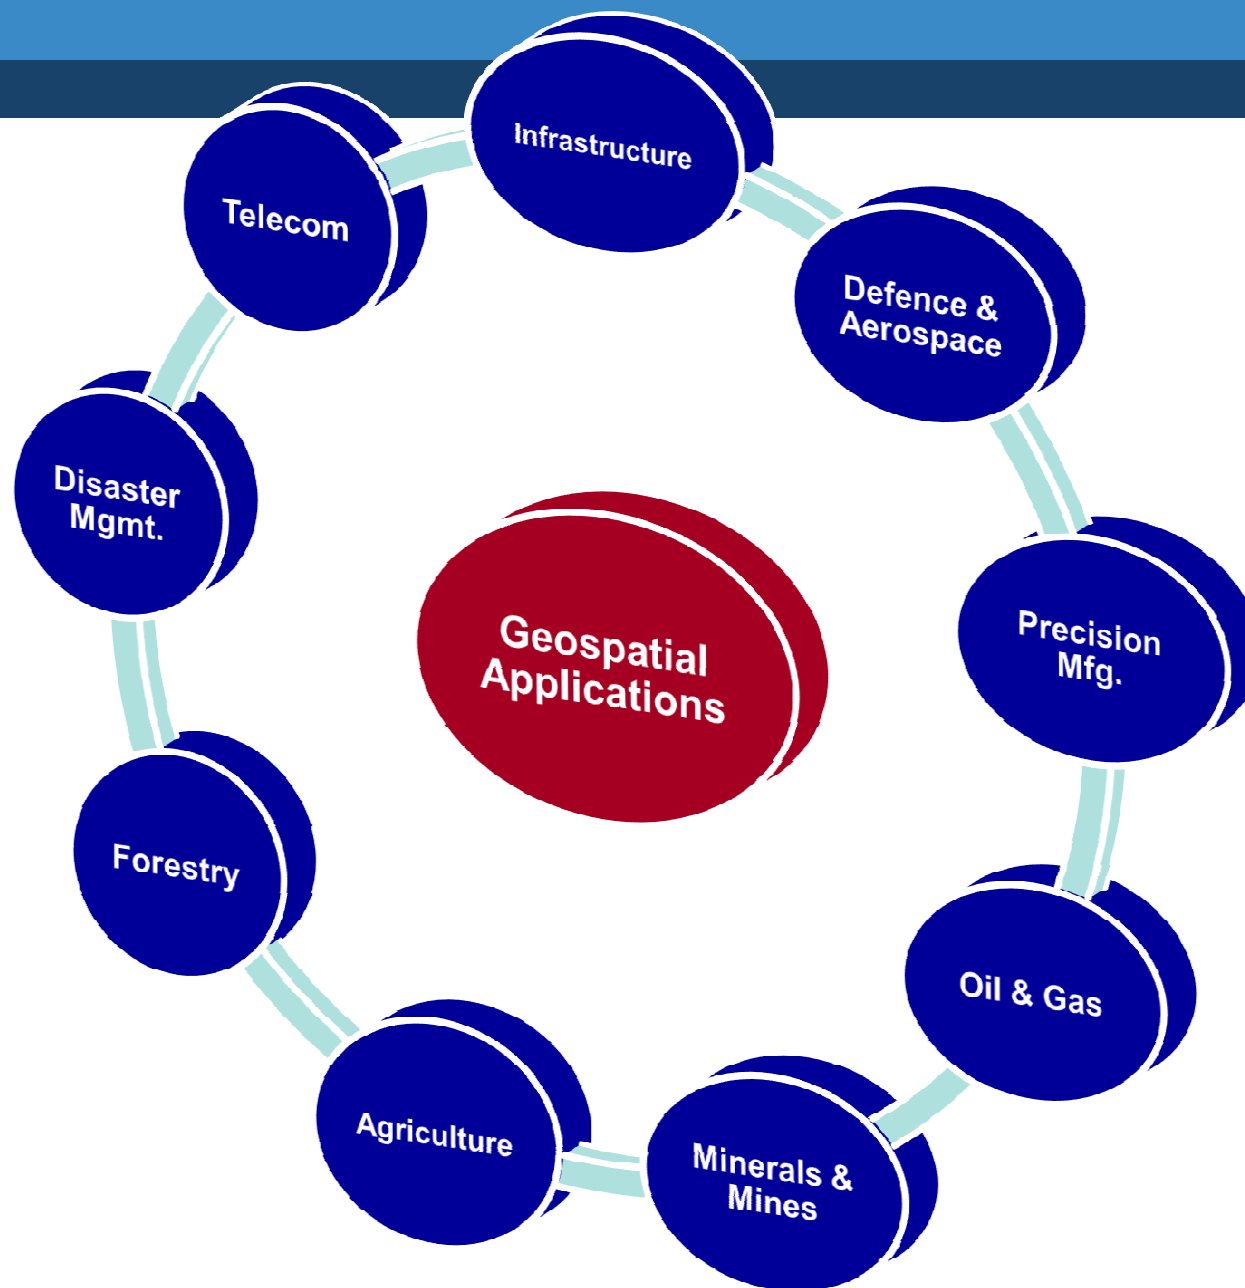 Infrastructure
Telecom
Defence &
Aerospace
Disaster
Mgmt.
Geospatial
Applications
Precision
Mfg.
Forestry
Oil & Gas
Agriculture
Minerals &
Mines